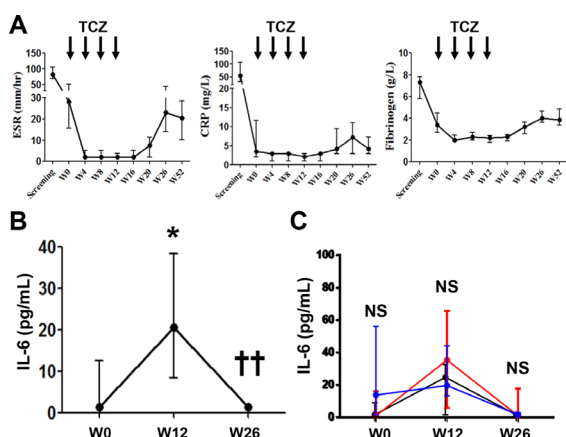 A
TCZ
TCZ
TCZ
ESR (mm/hr)
150
100
50
30
20
10
0
Screening W0 W4 W8 W12 W16 W20 W26 W52
CRP (mg/L)
150
100
50
20
15
10
5
0
Screening W0 W4 W8 W12 W16 W20 W26 W52
Fibrinogen (g/L)
10
8
6
4
2
0
Screening W0 W4 W8 W12 W16 W20 W26 W52
B
IL-6 (pg/mL)
40
30
20
10
0
*
††
W0 W12 W26
C
IL-6 (pg/mL)
100
80
60
40
20
0
NS
NS
NS
W0 W12 W26